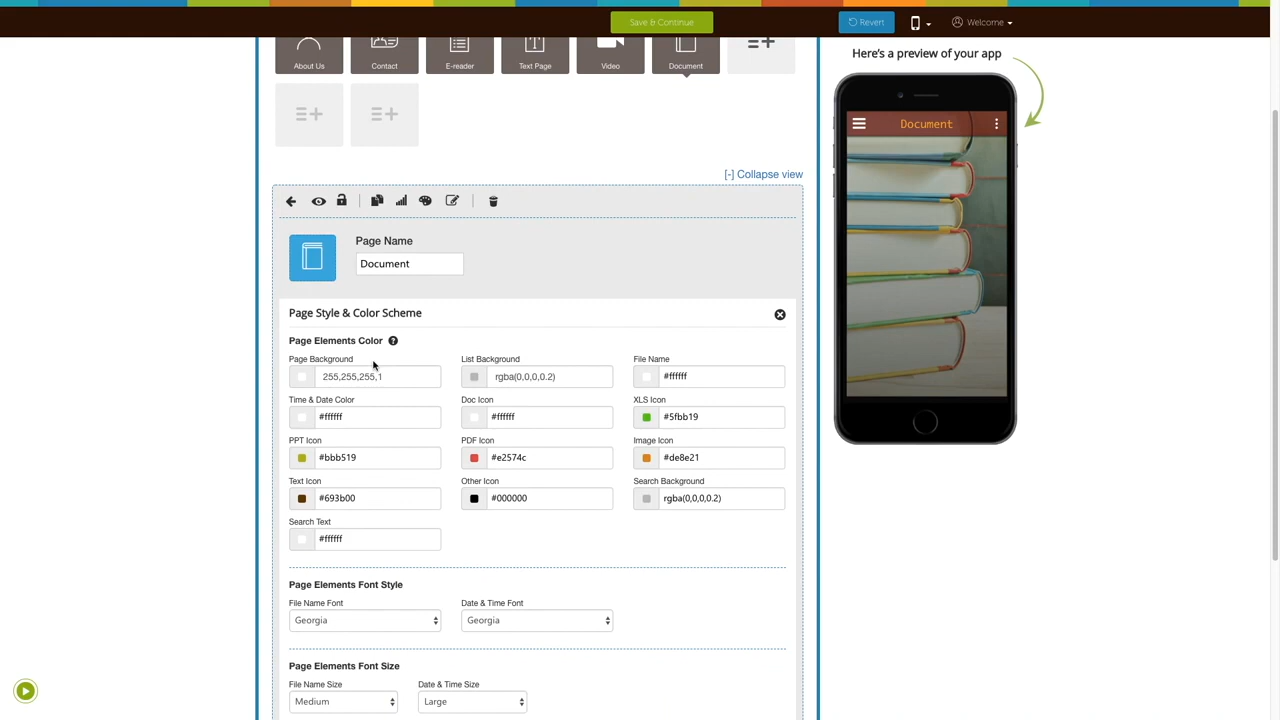 Save & Continue
Revert
Welcome
Here's a preview of your app
About Us
Contact
E-reader
Text Page
Video
Document
Document
[-] Collapse view
Page Name
Document
Page Style & Color Scheme
Page Elements Color ?
Page Background
List Background
File Name
255,255,255,1
rgba(0,0,0,0.2)
#ffffff
Time & Date Color
Doc Icon
XLS Icon
#ffffff
#ffffff
#5fbb19
PPT Icon
PDF Icon
Image Icon
#bbb519
#e2574c
#de8e21
Text Icon
Other Icon
Search Background
#693b00
#000000
rgba(0,0,0,0.2)
Search Text
#ffffff
Page Elements Font Style
File Name Font
Date & Time Font
Georgia
Georgia
Page Elements Font Size
File Name Size
Date & Time Size
Medium
Large